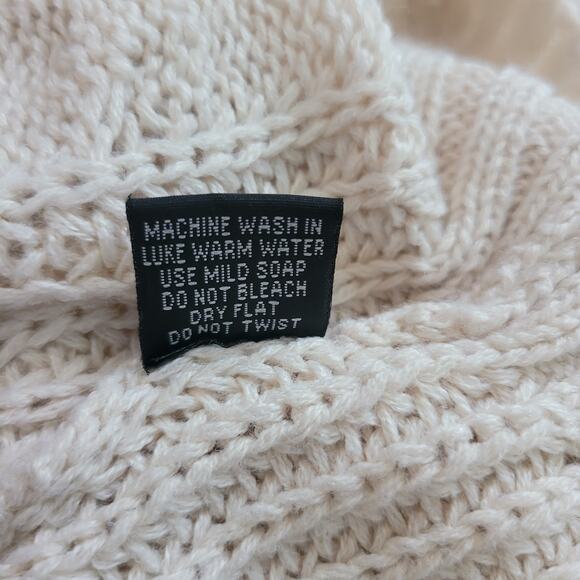 MACHINE WASH IN
LUKE WARM WATER
USE MILD SOAP
DO NOT BLEACH
DRY FLAT
DO NOT TWIST